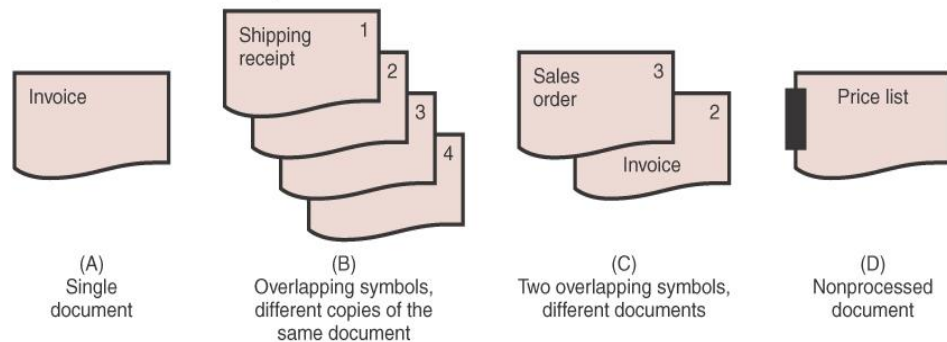 Invoice
(A)
Single
document
Shipping
receipt
1
2
3
4
(B)
Overlapping symbols,
different copies of the
same document
Sales
order
3
2
Invoice
(C)
Two overlapping symbols,
different documents
Price list
(D)
Nonprocessed
document